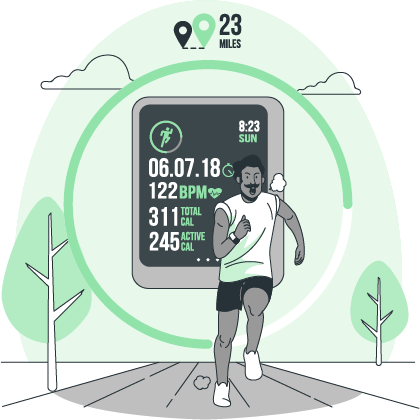 23
MILES
8:23
SUN
06.07.18
122 BPM
311 TOTAL
CAL
245 ACTIVE
CAL